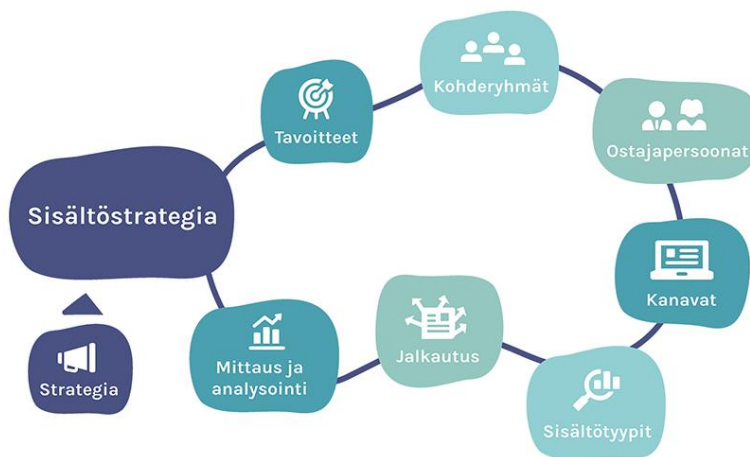 Sisältöstrategia
Strategia
Tavoitteet
Kohderyhmät
Ostajapersoonat
Kanavat
Sisältötyypit
Jalkautus
Mittaus ja
analysointi